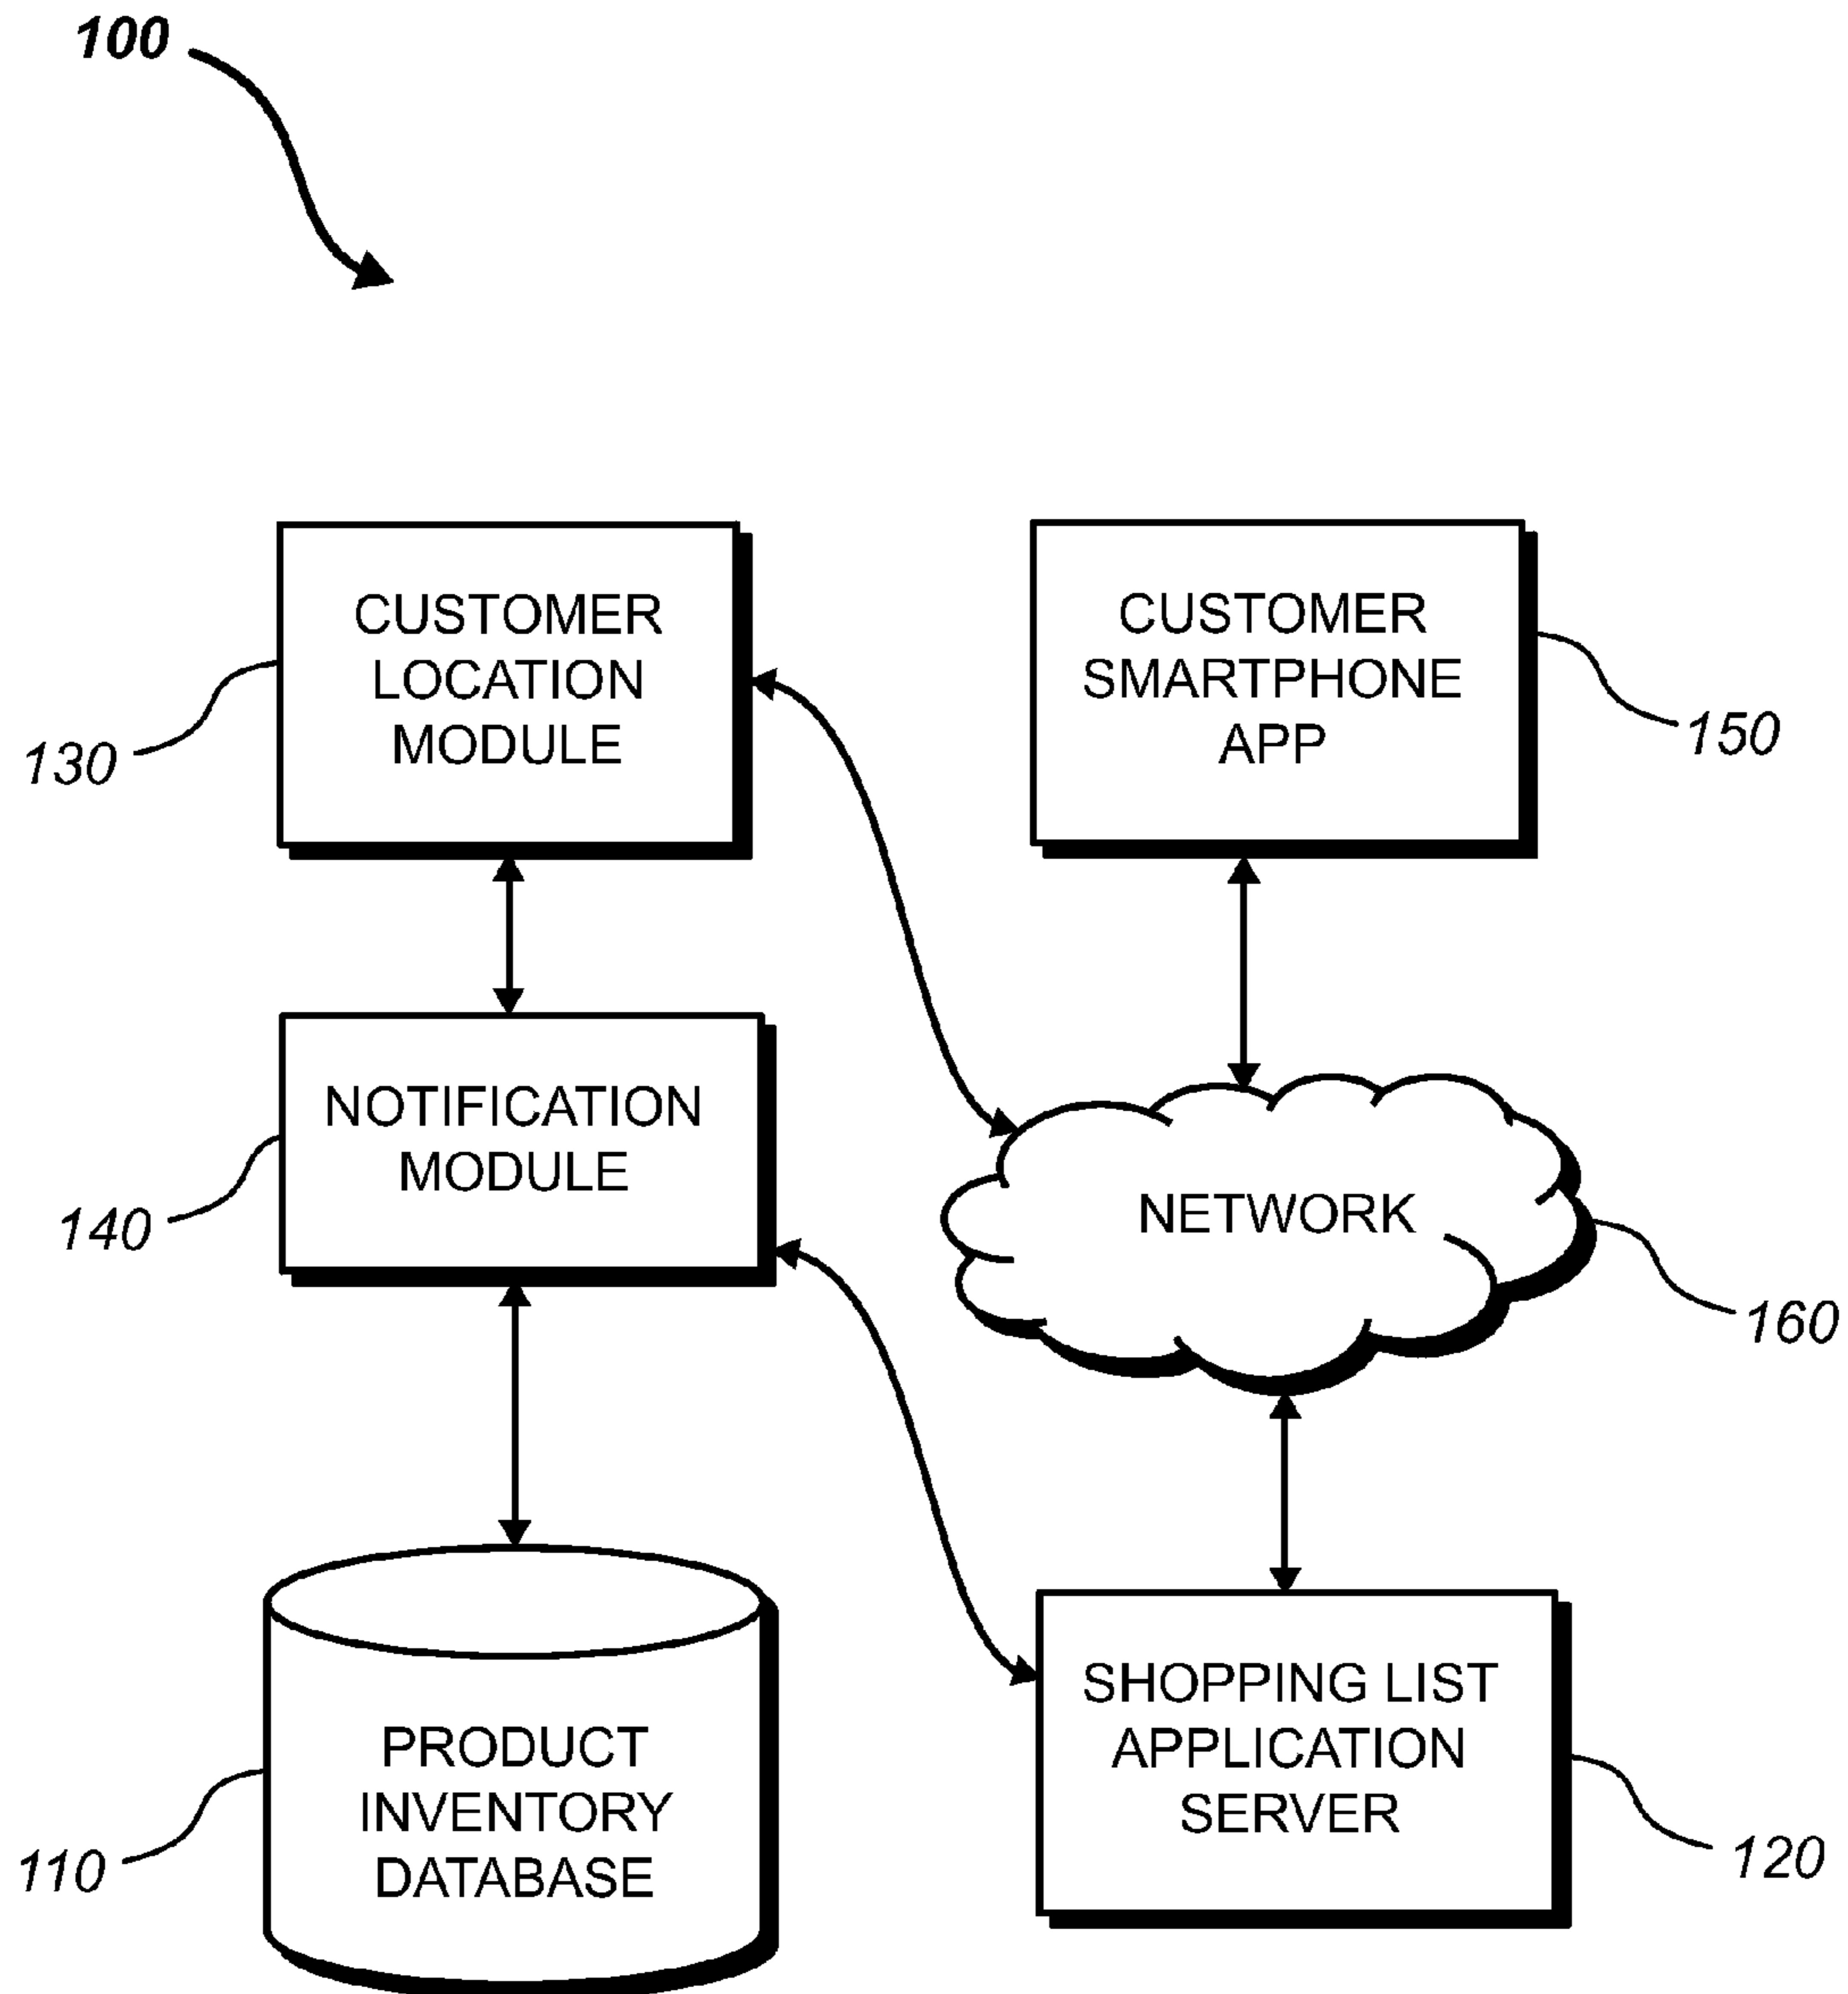 100
CUSTOMER
LOCATION
MODULE
130
CUSTOMER
SMARTPHONE
APP
150
NOTIFICATION
MODULE
140
NETWORK
160
PRODUCT
INVENTORY
DATABASE
110
SHOPPING LIST
APPLICATION
SERVER
120